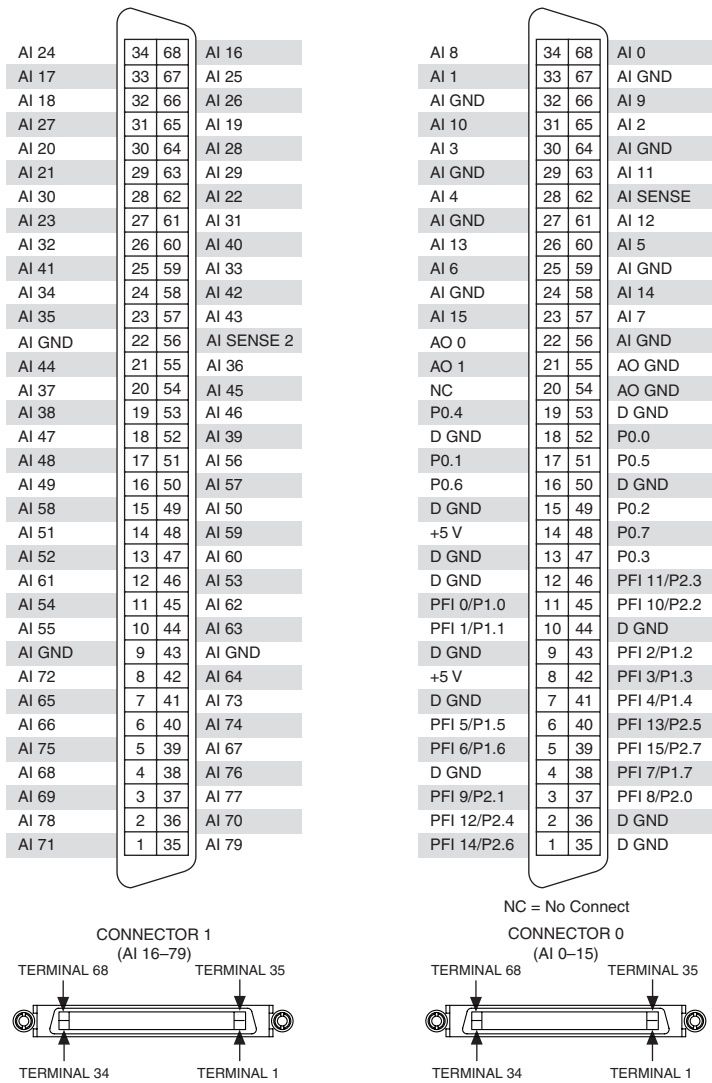 AI 24 34 68 AI 16
AI 17 33 67 AI 25
AI 18 32 66 AI 26
AI 27 31 65 AI 19
AI 20 30 64 AI 28
AI 21 29 63 AI 29
AI 30 28 62 AI 22
AI 23 27 61 AI 31
AI 32 26 60 AI 40
AI 41 25 59 AI 33
AI 34 24 58 AI 42
AI 35 23 57 AI 43
AI GND 22 56 AI SENSE 2
AI 44 21 55 AI 36
AI 37 20 54 AI 45
AI 38 19 53 AI 46
AI 47 18 52 AI 39
AI 48 17 51 AI 56
AI 49 16 50 AI 57
AI 58 15 49 AI 50
AI 51 14 48 AI 59
AI 52 13 47 AI 60
AI 61 12 46 AI 53
AI 54 11 45 AI 62
AI 55 10 44 AI 63
AI GND 9 43 AI GND
AI 72 8 42 AI 64
AI 65 7 41 AI 73
AI 66 6 40 AI 74
AI 75 5 39 AI 67
AI 68 4 38 AI 76
AI 69 3 37 AI 77
AI 78 2 36 AI 70
AI 71 1 35 AI 79
CONNECTOR 1
(AI 16–79)
TERMINAL 68 TERMINAL 35
TERMINAL 34 TERMINAL 1
AI 8 34 68 AI 0
AI 1 33 67 AI GND
AI GND 32 66 AI 9
AI 10 31 65 AI 2
AI 3 30 64 AI GND
AI GND 29 63 AI 11
AI 4 28 62 AI SENSE
AI GND 27 61 AI 12
AI 13 26 60 AI 5
AI 6 25 59 AI GND
AI GND 24 58 AI 14
AI 15 23 57 AI 7
AO 0 22 56 AI GND
AO 1 21 55 AO GND
NC 20 54 AO GND
P0.4 19 53 D GND
D GND 18 52 P0.0
P0.1 17 51 P0.5
P0.6 16 50 D GND
D GND 15 49 P0.2
+5 V 14 48 P0.7
D GND 13 47 P0.3
D GND 12 46 PFI 11/P2.3
PFI 0/P1.0 11 45 PFI 10/P2.2
PFI 1/P1.1 10 44 D GND
D GND 9 43 PFI 2/P1.2
+5 V 8 42 PFI 3/P1.3
D GND 7 41 PFI 4/P1.4
PFI 5/P1.5 6 40 PFI 13/P2.5
PFI 6/P1.6 5 39 PFI 15/P2.7
D GND 4 38 PFI 7/P1.7
PFI 9/P2.1 3 37 PFI 8/P2.0
PFI 12/P2.4 2 36 D GND
PFI 14/P2.6 1 35 D GND
NC = No Connect
CONNECTOR 0
(AI 0–15)
TERMINAL 68 TERMINAL 35
TERMINAL 34 TERMINAL 1